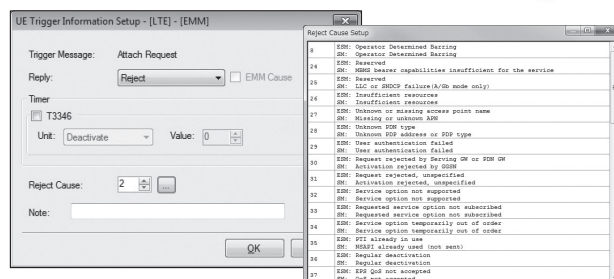 UE Trigger Information Setup - [LTE] - [EMM]
Trigger Message: Attach Request
Reply: Reject EMM Cause
Timer
T3346
Unit: Deactivate Value: 0
Reject Cause: 2 ...
Note:
OK
Reject Cause Setup
8 ESM: Operator Determined Barring
SM: Operator Determined Barring
24 ESM: Reserved
SM: MBMS bearer capabilities insufficient for the service
25 ESM: Reserved
SM: LLC or SNDCP failure(A/Gb mode only)
26 ESM: Insufficient resources
SM: Insufficient resources
27 ESM: Unknown or missing access point name
SM: Missing or unknown APN
28 ESM: Unknown PDN type
SM: Unknown PDP address or PDP type
29 ESM: User authentication failed
SM: User authentication failed
30 ESM: Request rejected by Serving GW or PDN GW
SM: Activation rejected by GGSN
31 ESM: Request rejected, unspecified
SM: Activation rejected, unspecified
32 ESM: Service option not supported
SM: Service option not supported
33 ESM: Requested service option not subscribed
SM: Requested service option not subscribed
34 ESM: Service option temporarily out of order
SM: Service option temporarily out of order
35 ESM: PTI already in use
SM: NSAPI already used (not sent)
36 ESM: Regular deactivation
SM: Regular deactivation
37 ESM: EPS QoS not accepted
SM: QoS not accepted